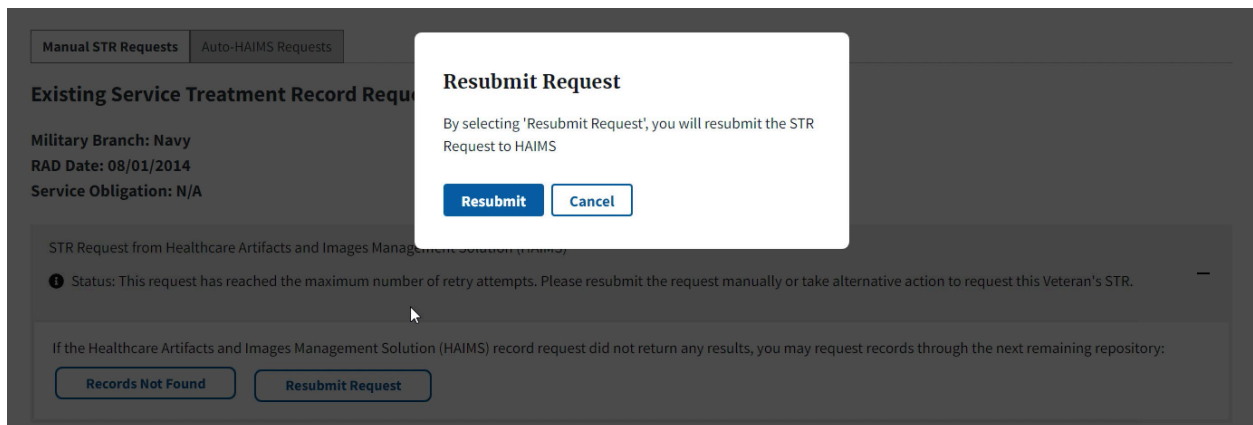 Manual STR Requests
Auto-HAIMS Requests
Existing Service Treatment Record
Military Branch: Navy
RAD Date: 08/01/2014
Service Obligation: N/A
Resubmit Request
By selecting 'Resubmit Request', you will resubmit the STR
Request to HAIMS
Resubmit
Cancel
STR Request from Healthcare Artifacts and Images Management Solution (HAIMS)
Status: This request has reached the maximum number of retry attempts. Please resubmit the request manually or take alternative action to request this Veteran's STR.
If the Healthcare Artifacts and Images Management Solution (HAIMS) record request did not return any results, you may request records through the next remaining repository:
Records Not Found
Resubmit Request